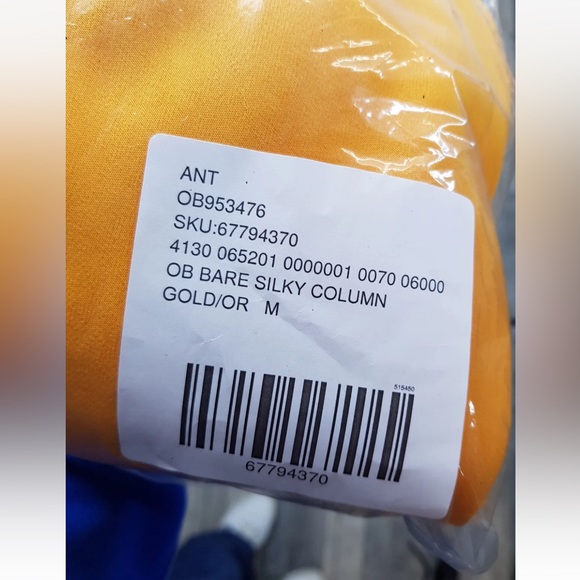 ANT
OB953476
SKU:67794370
4130 065201 0000001 0070 06000
OB BARE SILKY COLUMN
GOLD/OR M
515450
67794370